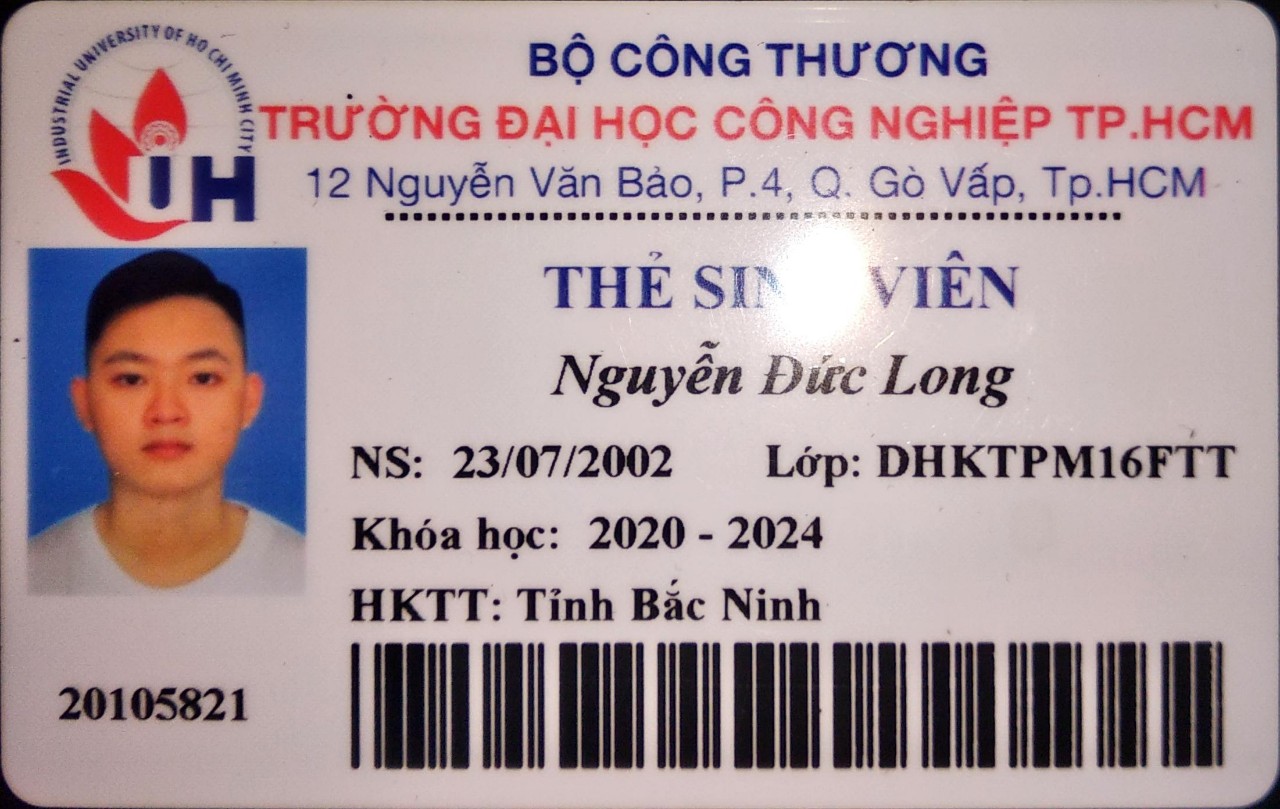 INDUSTRIAL UNIVERSITY OF HO CHI MINH CITY
IUH
BỘ CÔNG THƯƠNG
TRƯỜNG ĐẠI HỌC CÔNG NGHIỆP TP.HCM
12 Nguyễn Văn Bảo, P.4, Q. Gò Vấp, Tp.HCM
THẺ VIÊN
Nguyễn Đức Long
NS: 23/07/2002 Lớp: DHKTPM16FTT
Khóa học: 2020 - 2024
HKTT: Tỉnh Bắc Ninh
20105821